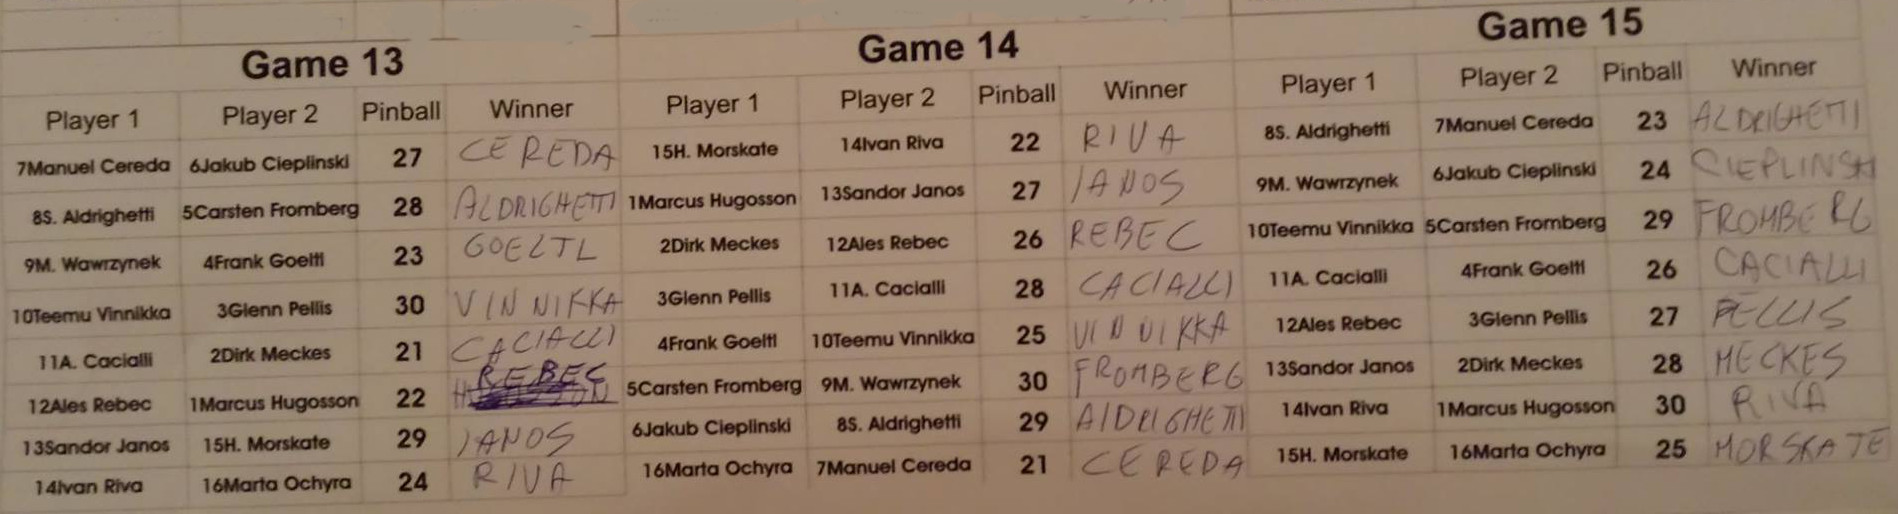 Game 13
Player 1 Player 2 Pinball Winner
7Manuel Cereda 6Jakub Cieplinski 27 CEREDA
8S. Aldrighetti 5Carsten Fromberg 28 ALDRIGHETTI
9M. Wawrzynek 4Frank Goeltl 23 GOELTL
10Teemu Vinnikka 3Glenn Pellis 30 VINNIKKA
11A. Cacialli 2Dirk Meckes 21 CACIALLI
12Ales Rebec 1Marcus Hugosson 22 REBEC
13Sandor Janos 15H. Morskate 29 JANOS
14Ivan Riva 16Marta Ochyra 24 RIVA
Game 14
Player 1 Player 2 Pinball Winner
15H. Morskate 14Ivan Riva 22 RIVA
1Marcus Hugosson 13Sandor Janos 27 JANOS
2Dirk Meckes 12Ales Rebec 26 REBEC
3Glenn Pellis 11A. Cacialli 28 CACIALLI
4Frank Goeltl 10Teemu Vinnikka 25 VINNIKKA
5Carsten Fromberg 9M. Wawrzynek 30 FROMBERG
6Jakub Cieplinski 8S. Aldrighetti 29 ALDRIGHETTI
16Marta Ochyra 7Manuel Cereda 21 CEREDA
Game 15
Player 1 Player 2 Pinball Winner
8S. Aldrighetti 7Manuel Cereda 23 ALDRIGHETTI
9M. Wawrzynek 6Jakub Cieplinski 24 CIEPLINSKI
10Teemu Vinnikka 5Carsten Fromberg 29 FROMBERG
11A. Cacialli 4Frank Goeltl 26 CACIALLI
12Ales Rebec 3Glenn Pellis 27 PELLIS
13Sandor Janos 2Dirk Meckes 28 MECKES
14Ivan Riva 1Marcus Hugosson 30 RIVA
15H. Morskate 16Marta Ochyra 25 MORSKATE